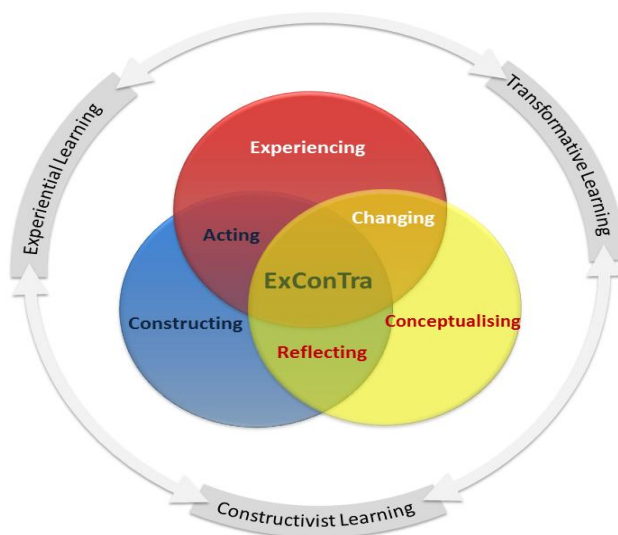 Experiential Learning
Transformative Learning
Experiencing
Changing
Acting
ExConTra
Constructing
Conceptualising
Reflecting
Constructivist Learning